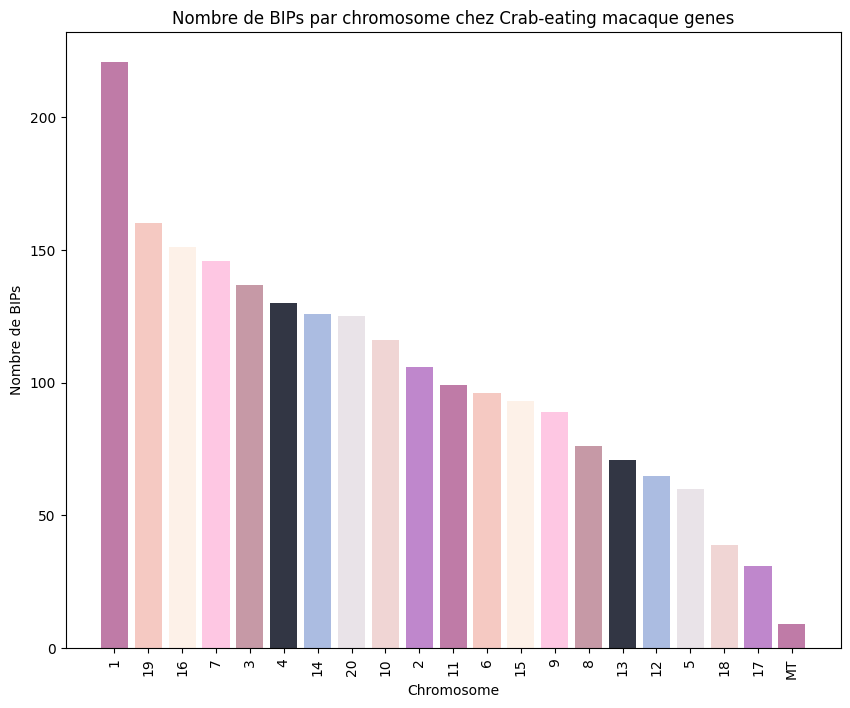 Nombre de BIPs par chromosome chez Crab-eating macaque genes
Nombre de BIPs
200
150
100
50
0
1 19 16 7 3 4 14 20 10 2 11 6 15 9 8 13 12 5 18 17 MT
Chromosome